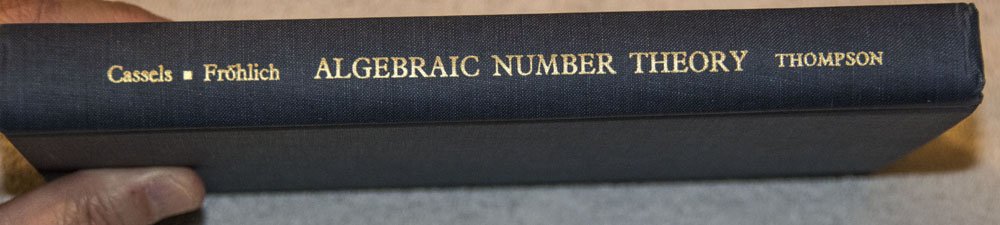 Cassels ▪ Fröhlich ALGEBRAIC NUMBER THEORY THOMPSON